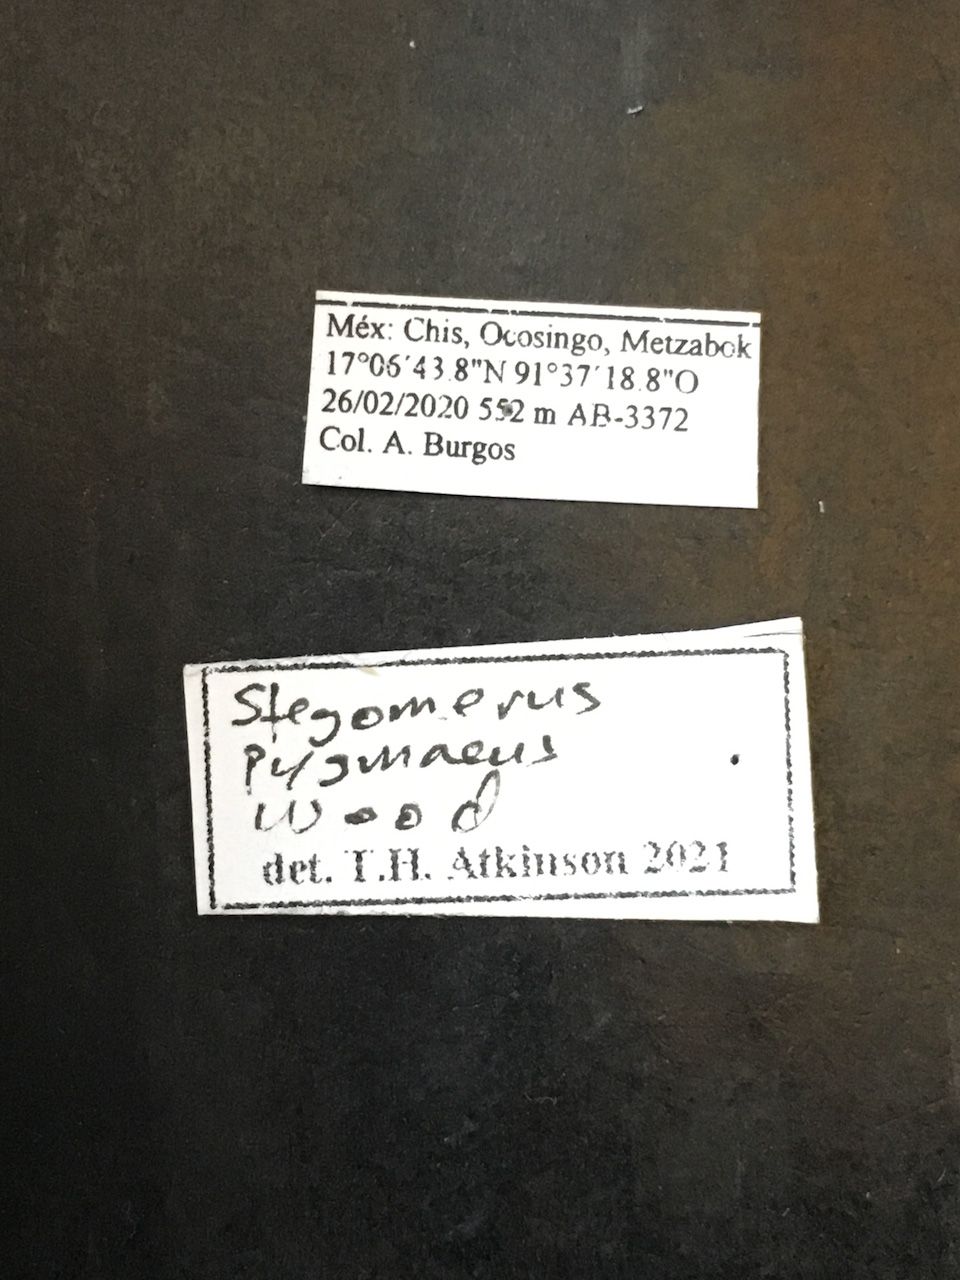 Méx: Chis, Ocosingo, Metzabok
17°06´43.8"N 91°37´18.8"O
26/02/2020 552 m AB-3372
Col. A. Burgos
Stegomerus
Pygmaeus
Wood
det. T.H. Atkinson 2021